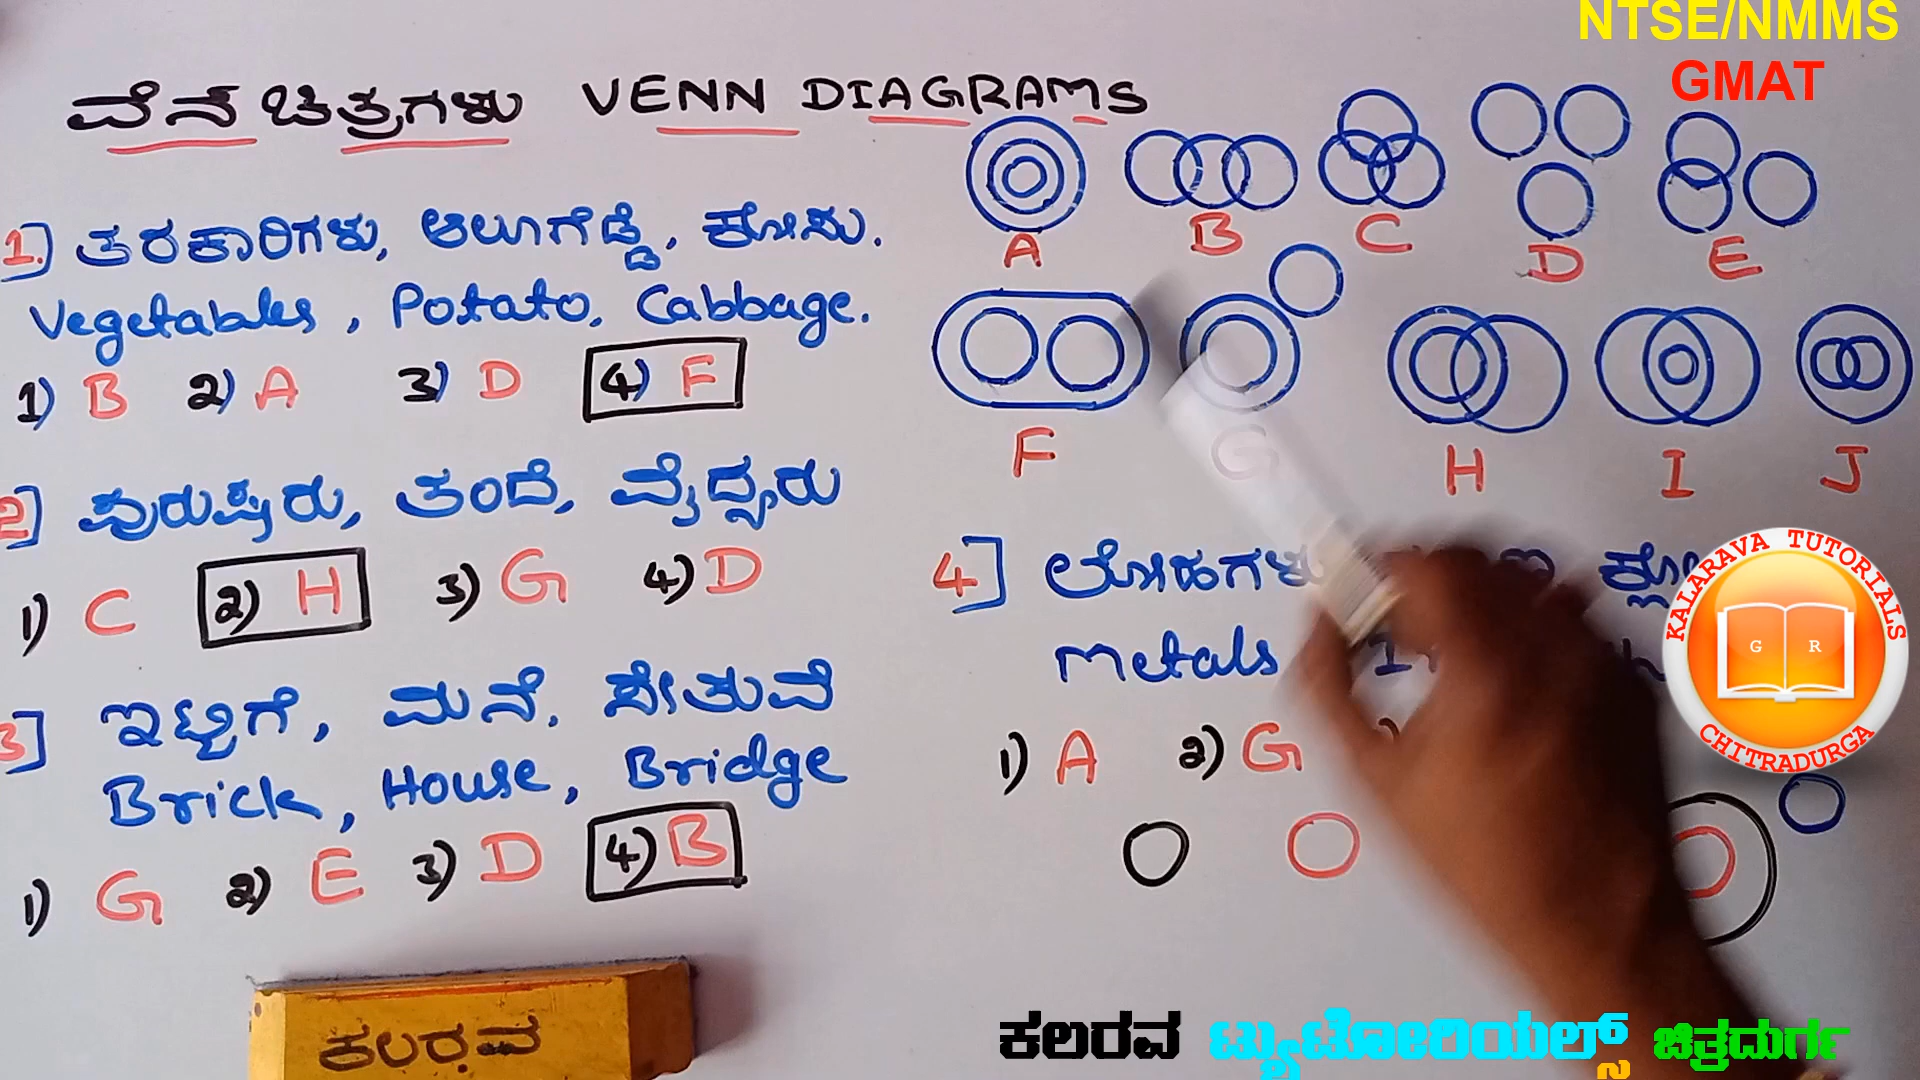 NTSE/NMMS
GMAT
ವೆನ್ ಚಿತ್ರಗಳು VENN DIAGRAMS
A B C D E
F G H I J
1] ತರಕಾರಿಗಳು, ಆಲೂಗೆಡ್ಡೆ, ಕೋಸು.
Vegetables, Potato, Cabbage.
1) B 2) A 3) D 4) F
2] ಪುರುಷರು, ತಂದೆ, ವೈದ್ಯರು
1) C 2) H 3) G 4) D
3] ಇಟ್ಟಿಗೆ, ಮನೆ, ಸೇತುವೆ
Brick, House, Bridge
1) G 2) E 3) D 4) B
4] ಲೋಹಗಳು
Metals
1) A 2) G
KALARAVA TUTORIALS
G R
CHITRADURGA
ಕಲರವ
ಕಲರವ ಟ್ಯುಟೋರಿಯಲ್ಸ್ ಚಿತ್ರದುರ್ಗ